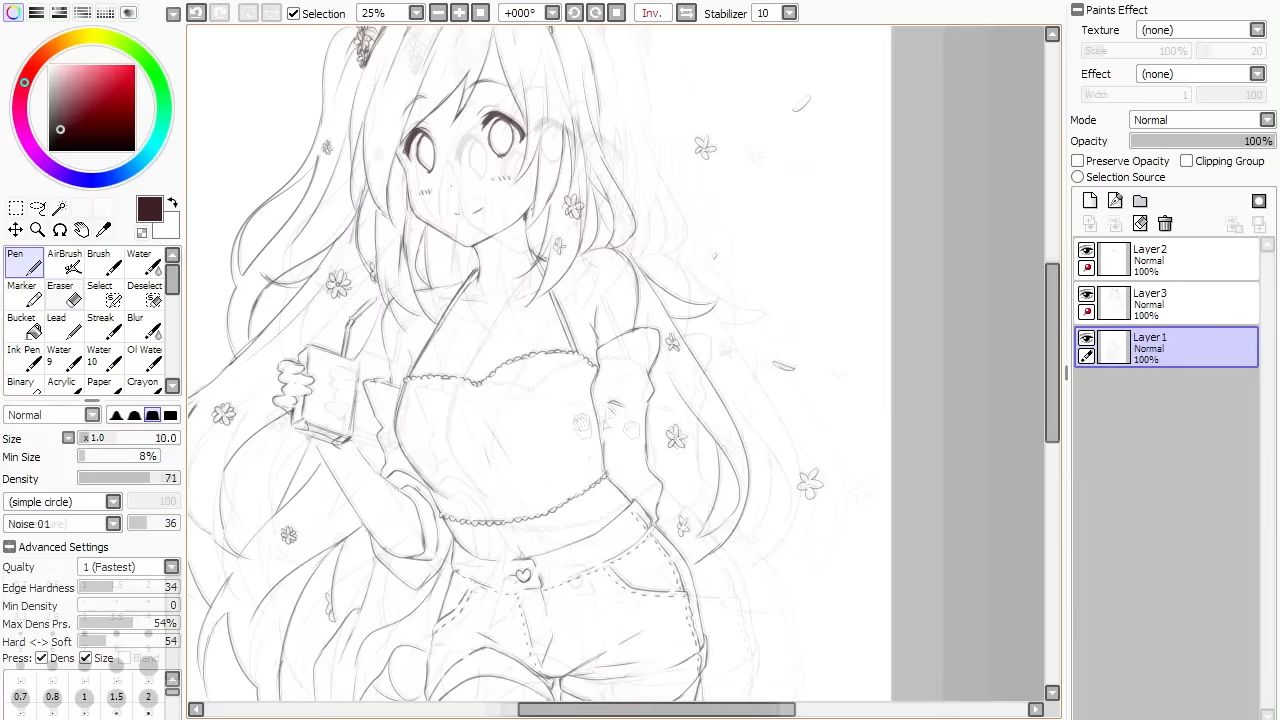 Selection
25%
+000°
Inv.
Stabilizer
10
Pen
AirBrush
Brush
Water
Marker
Eraser
Select
Deselect
Bucket
Lead
Streak
Blur
Ink Pen
Water 9
Water 10
Oil Wate
Binary
Acrylic
Paper
Crayon
Normal
Size
x 1.0
10.0
Min Size
8%
Density
71
(simple circle)
100
Noise 01
36
Advanced Settings
Quality
1 (Fastest)
Edge Hardness
34
Min Density
0
Max Dens Prs.
54%
Hard <-> Soft
54
Press:
Dens
Size
Blend
0.7
0.8
1
1.5
2
Paints Effect
Texture
(none)
Scale
100%
20
Effect
(none)
Width
1
100
Mode
Normal
Opacity
100%
Preserve Opacity
Clipping Group
Selection Source
Layer2
Normal
100%
Layer3
Normal
100%
Layer1
Normal
100%